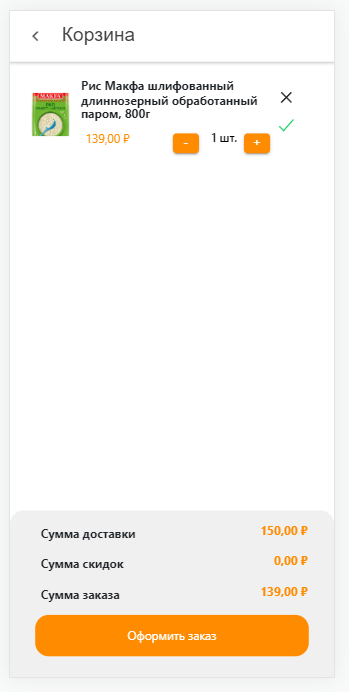 Корзина
Рис Макфа шлифованный
длиннозерный обработанный
паром, 800г
139,00 ₽
-
1 шт.
+
МАКФА
Сумма доставки 150,00 ₽
Сумма скидок 0,00 ₽
Сумма заказа 139,00 ₽
Оформить заказ